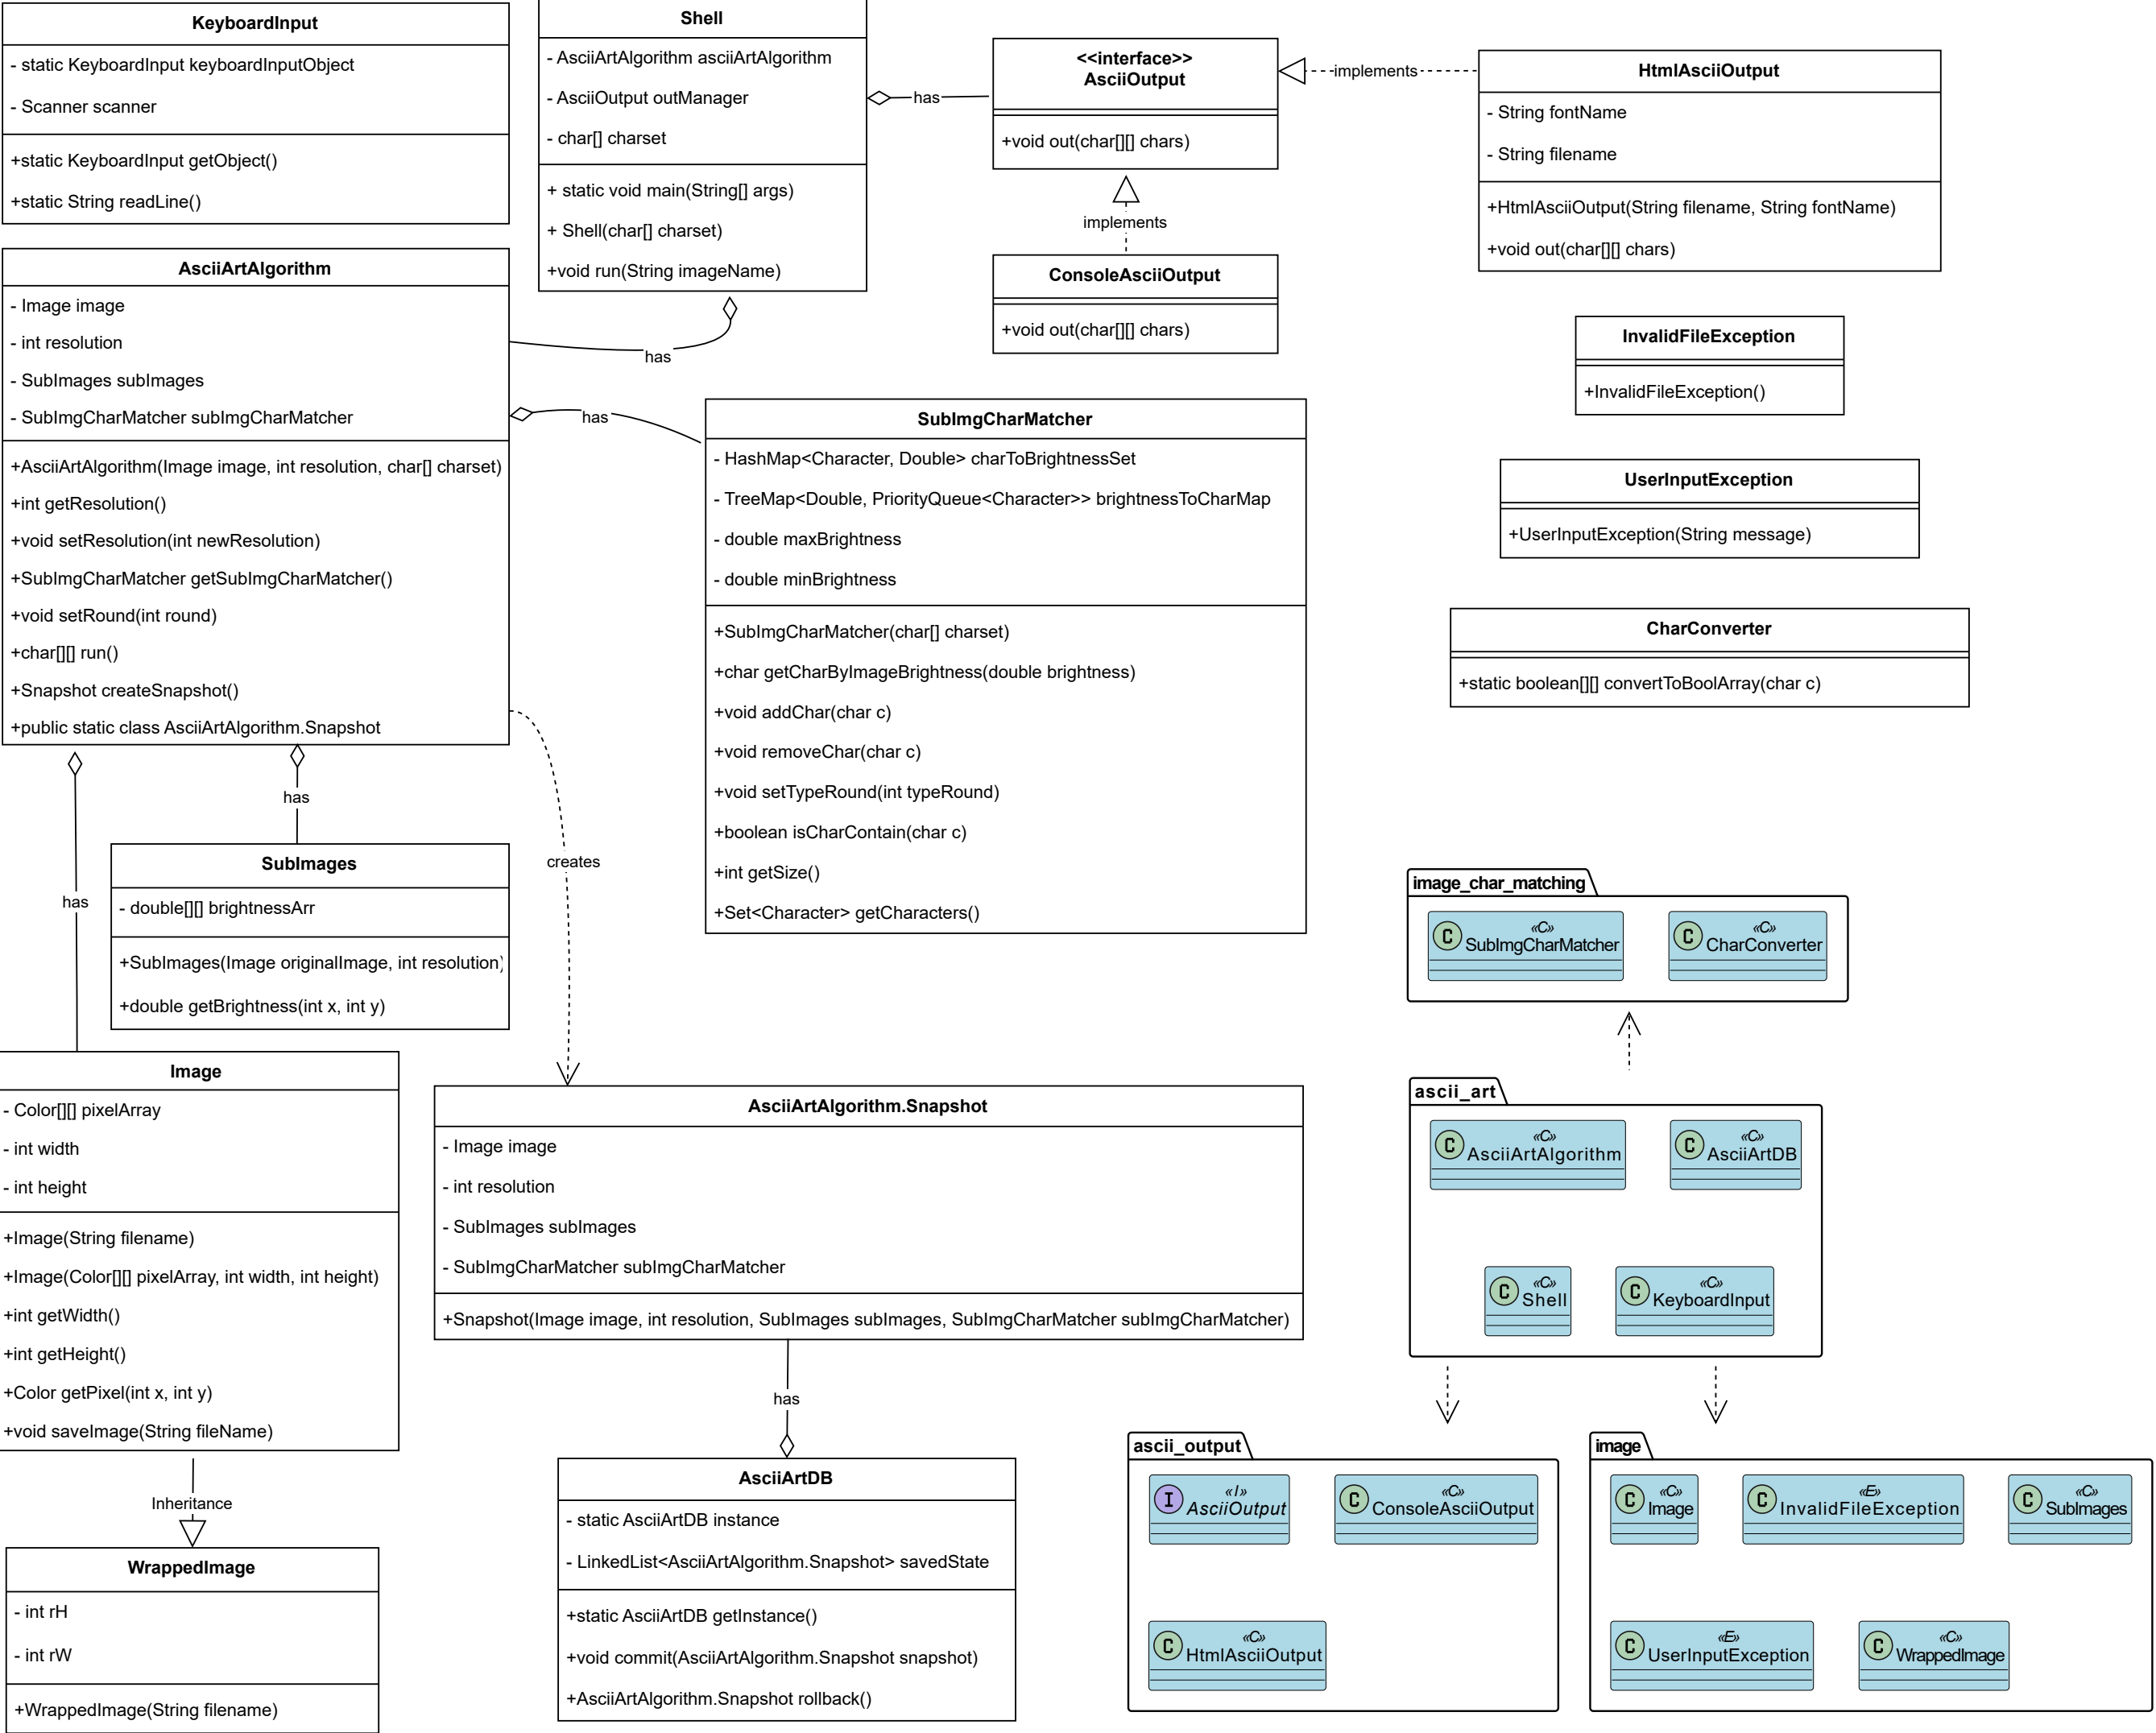 KeyboardInput
- static KeyboardInput keyboardInputObject
- Scanner scanner
+static KeyboardInput getObject()
+static String readLine()
Shell
- AsciiArtAlgorithm asciiArtAlgorithm
- AsciiOutput outManager
- char[] charset
+ static void main(String[] args)
+ Shell(char[] charset)
+void run(String imageName)
has
<<interface>>
AsciiOutput
+void out(char[][] chars)
implements
HtmlAsciiOutput
- String fontName
- String filename
+HtmlAsciiOutput(String filename, String fontName)
+void out(char[][] chars)
implements
ConsoleAsciiOutput
+void out(char[][] chars)
InvalidFileException
+InvalidFileException()
UserInputException
+UserInputException(String message)
CharConverter
+static boolean[][] convertToBoolArray(char c)
AsciiArtAlgorithm
- Image image
- int resolution
- SubImages subImages
- SubImgCharMatcher subImgCharMatcher
+AsciiArtAlgorithm(Image image, int resolution, char[] charset)
+int getResolution()
+void setResolution(int newResolution)
+SubImgCharMatcher getSubImgCharMatcher()
+void setRound(int round)
+char[][] run()
+Snapshot createSnapshot()
+public static class AsciiArtAlgorithm.Snapshot
has
has
SubImgCharMatcher
- HashMap<Character, Double> charToBrightnessSet
- TreeMap<Double, PriorityQueue<Character>> brightnessToCharMap
- double maxBrightness
- double minBrightness
+SubImgCharMatcher(char[] charset)
+char getCharByImageBrightness(double brightness)
+void addChar(char c)
+void removeChar(char c)
+void setTypeRound(int typeRound)
+boolean isCharContain(char c)
+int getSize()
+Set<Character> getCharacters()
has
has
creates
SubImages
- double[][] brightnessArr
+SubImages(Image originalImage, int resolution)
+double getBrightness(int x, int y)
Image
- Color[][] pixelArray
- int width
- int height
+Image(String filename)
+Image(Color[][] pixelArray, int width, int height)
+int getWidth()
+int getHeight()
+Color getPixel(int x, int y)
+void saveImage(String fileName)
Inheritance
WrappedImage
- int rH
- int rW
+WrappedImage(String filename)
AsciiArtAlgorithm.Snapshot
- Image image
- int resolution
- SubImages subImages
- SubImgCharMatcher subImgCharMatcher
+Snapshot(Image image, int resolution, SubImages subImages, SubImgCharMatcher subImgCharMatcher)
has
AsciiArtDB
- static AsciiArtDB instance
- LinkedList<AsciiArtAlgorithm.Snapshot> savedState
+static AsciiArtDB getInstance()
+void commit(AsciiArtAlgorithm.Snapshot snapshot)
+AsciiArtAlgorithm.Snapshot rollback()
image_char_matching
C «C» SubImgCharMatcher
C «C» CharConverter
ascii_art
C «C» AsciiArtAlgorithm
C «C» AsciiArtDB
C «C» Shell
C «C» KeyboardInput
ascii_output
I «I» AsciiOutput
C «C» ConsoleAsciiOutput
C «C» HtmlAsciiOutput
image
C «C» Image
C «E» InvalidFileException
C «C» SubImages
C «E» UserInputException
C «C» WrappedImage